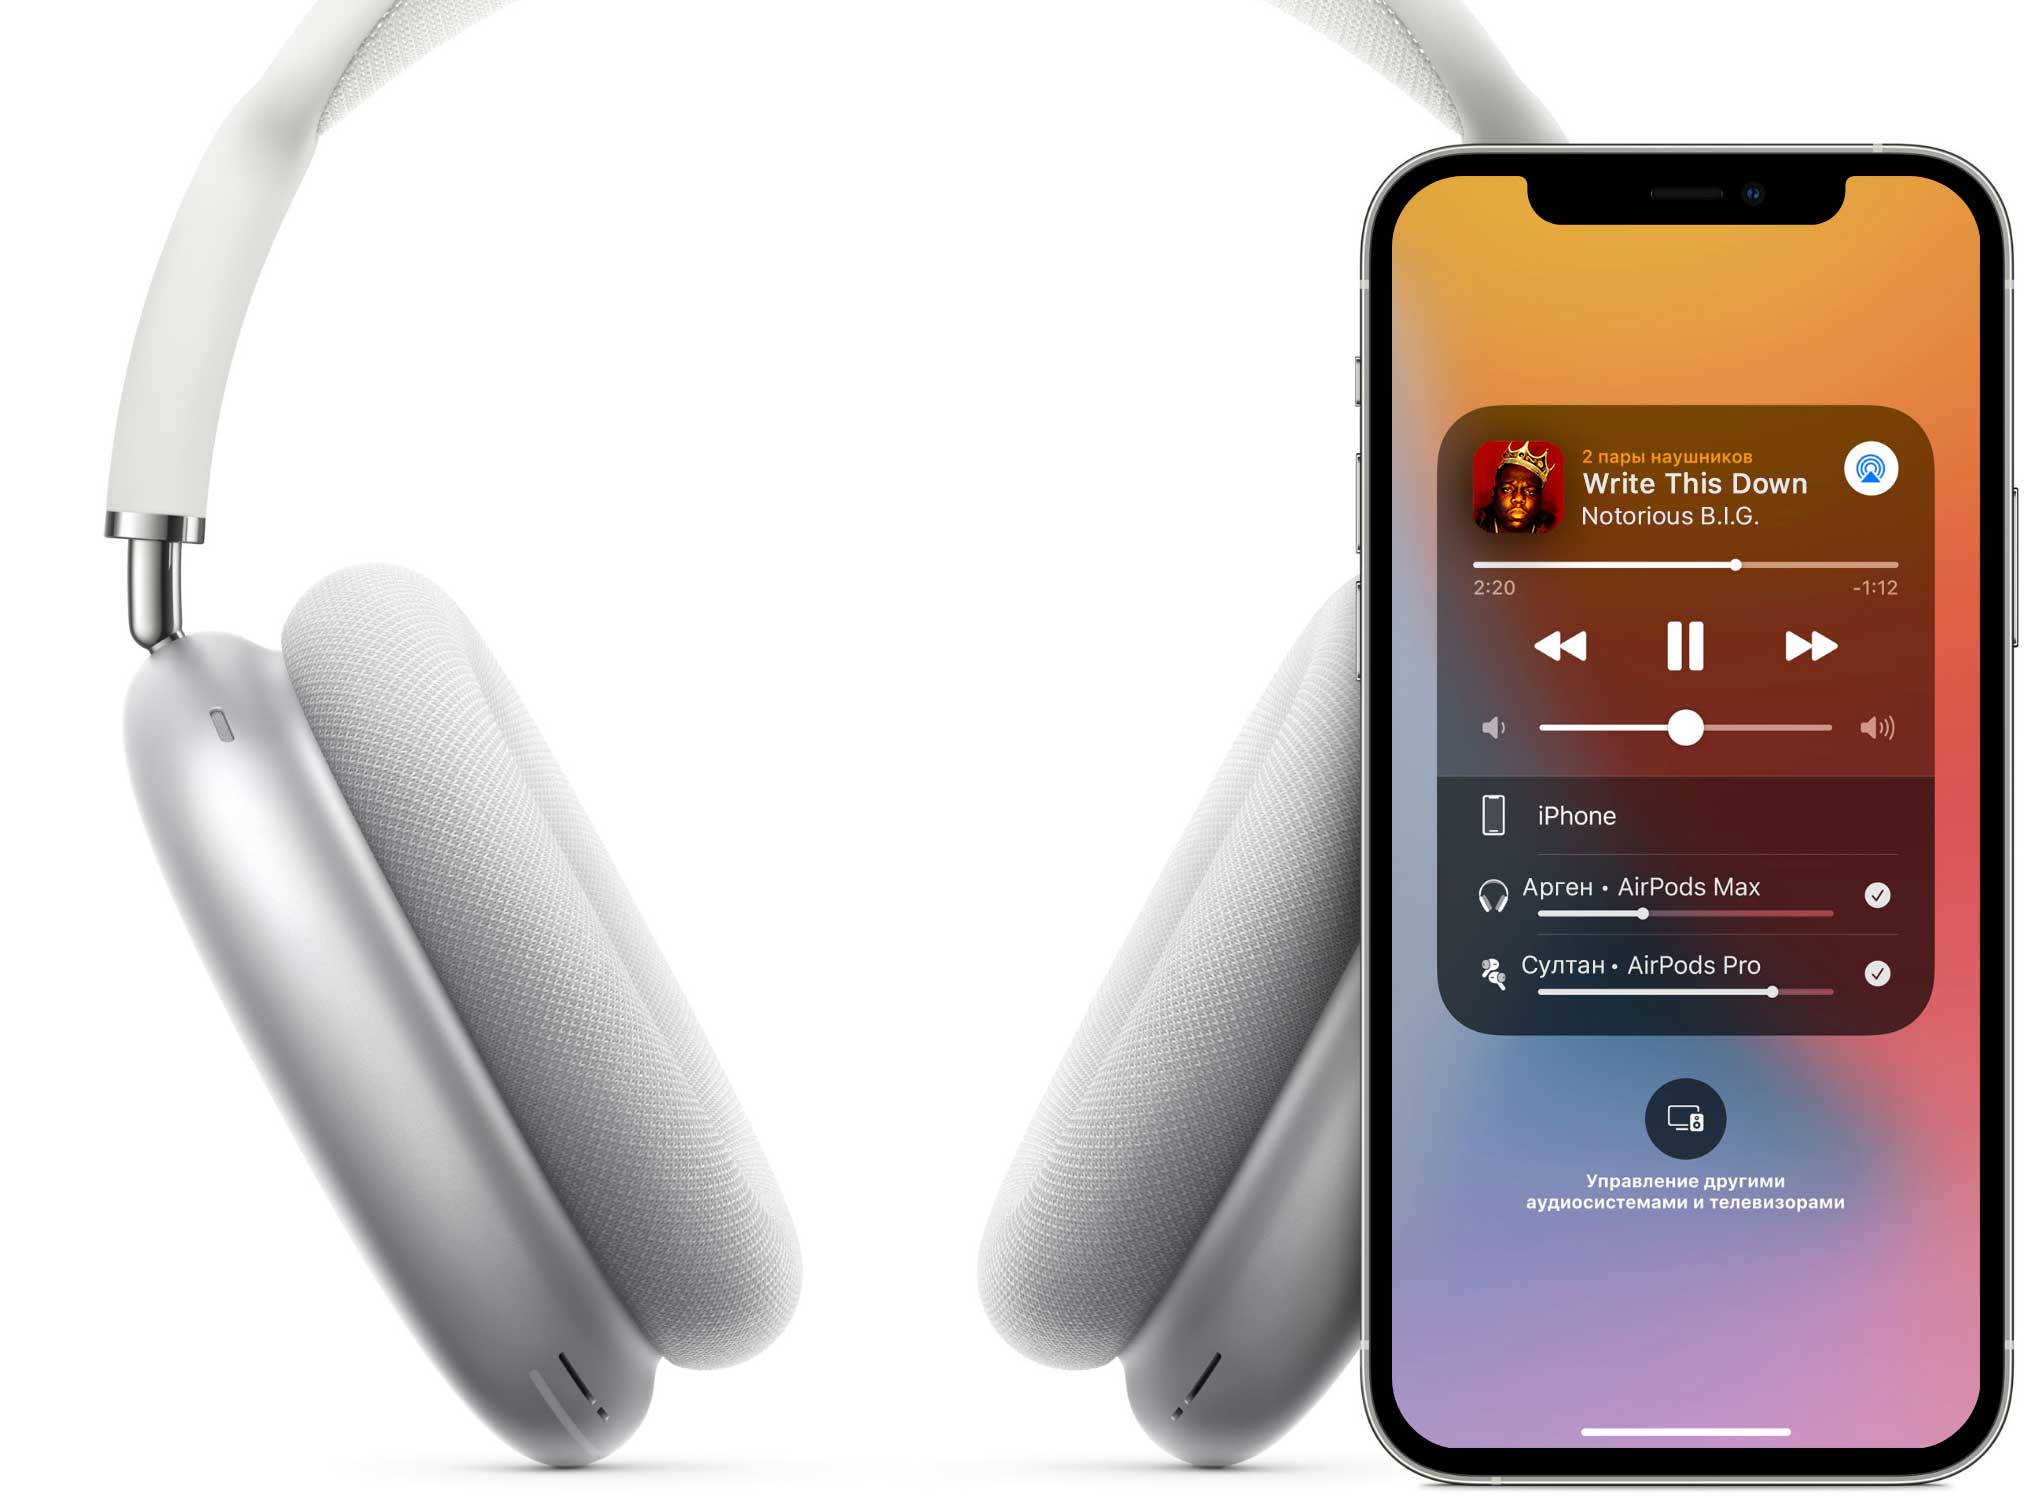 2 пары наушников
Write This Down
Notorious B.I.G.
2:20 -1:12
iPhone
Арген • AirPods Max
Султан • AirPods Pro
Управление другими
аудиосистемами и телевизорами